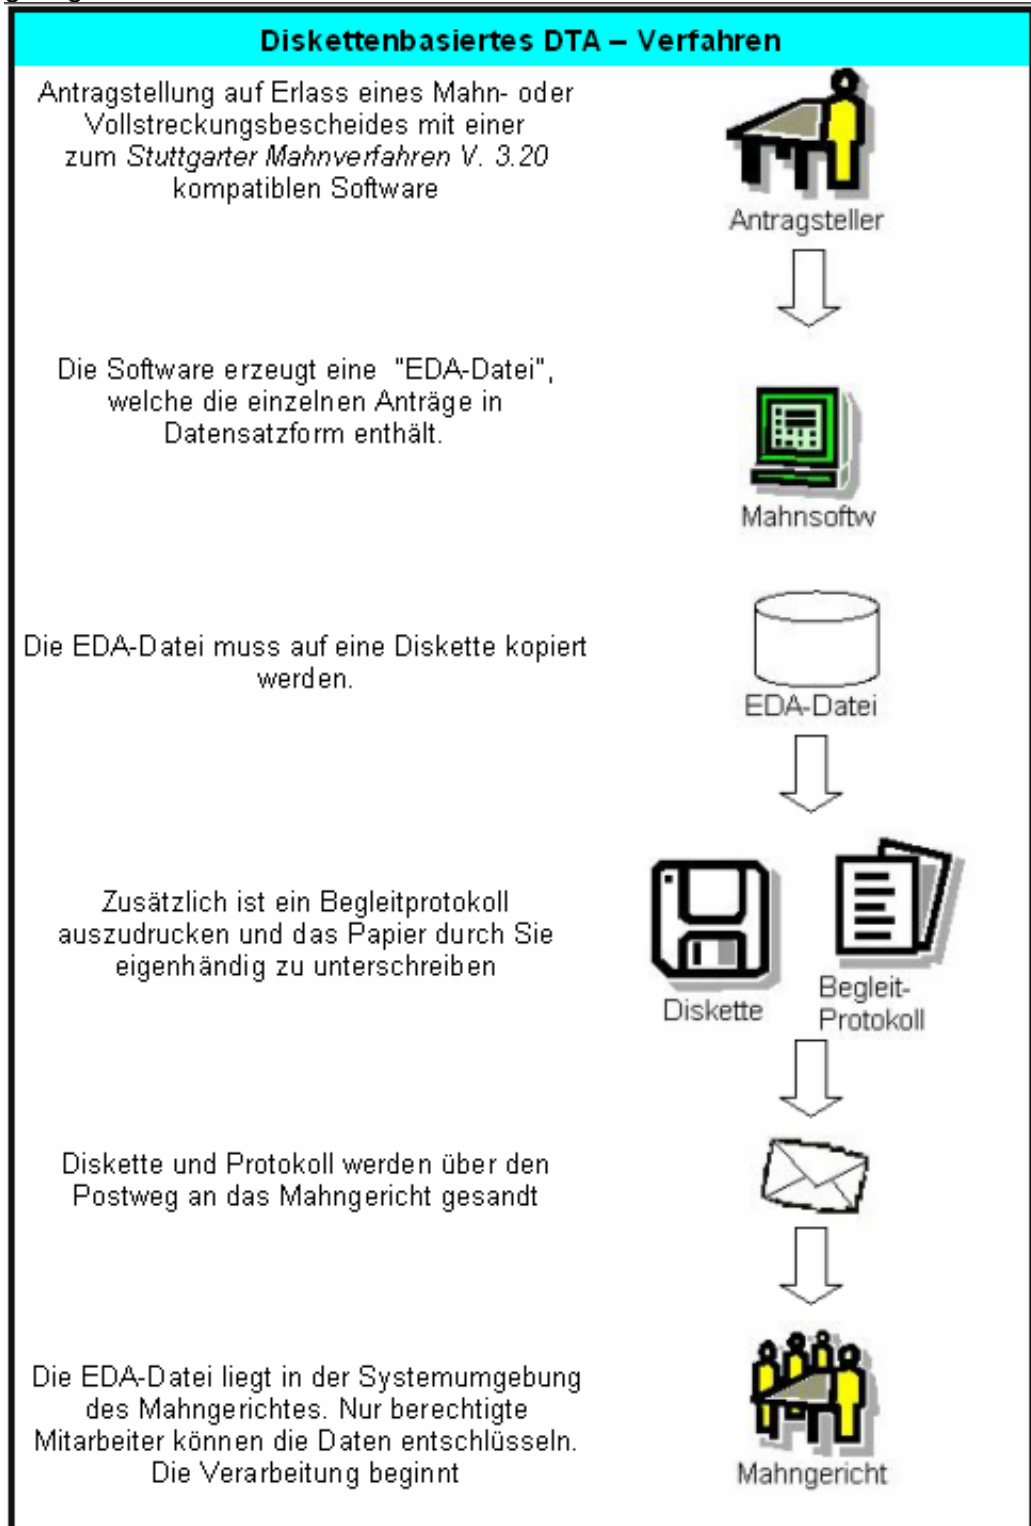 Diskettenbasiertes DTA – Verfahren
Antragstellung auf Erlass eines Mahn- oder
Vollstreckungsbescheides mit einer
zum Stuttgarter Mahnverfahren V. 3.20
kompatiblen Software
Antragsteller
Die Software erzeugt eine "EDA-Datei",
welche die einzelnen Anträge in
Datensatzform enthält.
Mahnsoftw
Die EDA-Datei muss auf eine Diskette kopiert
werden.
EDA-Datei
Zusätzlich ist ein Begleitprotokoll
auszudrucken und das Papier durch Sie
eigenhändig zu unterschreiben
Diskette
Begleit-
Protokoll
Diskette und Protokoll werden über den
Postweg an das Mahngericht gesandt
Die EDA-Datei liegt in der Systemumgebung
des Mahngerichtes. Nur berechtigte
Mitarbeiter können die Daten entschlüsseln.
Die Verarbeitung beginnt
Mahngericht